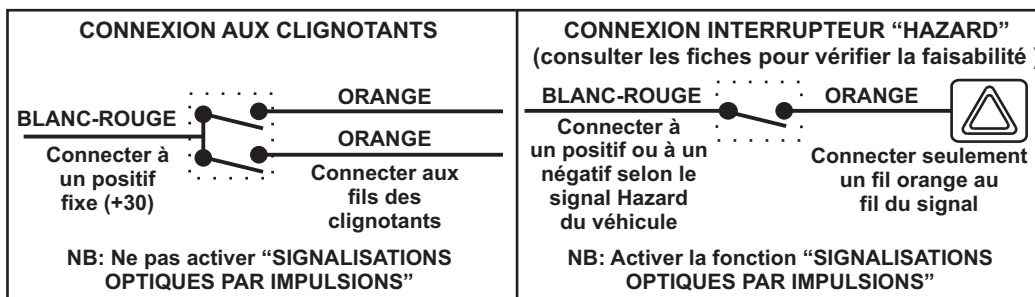 CONNEXION AUX CLIGNOTANTS
BLANC-ROUGE
Connecter à
un positif
fixe (+30)
ORANGE
ORANGE
Connecter aux
fils des
clignotants
NB: Ne pas activer “SIGNALISATIONS
OPTIQUES PAR IMPULSIONS”
CONNEXION INTERRUPTEUR “HAZARD”
(consulter les fiches pour vérifier la faisabilité )
BLANC-ROUGE
Connecter à
un positif ou à un
négatif selon le
signal Hazard
du véhicule
ORANGE
Connecter seulement
un fil orange au
fil du signal
NB: Activer la fonction “SIGNALISATIONS
OPTIQUES PAR IMPULSIONS”